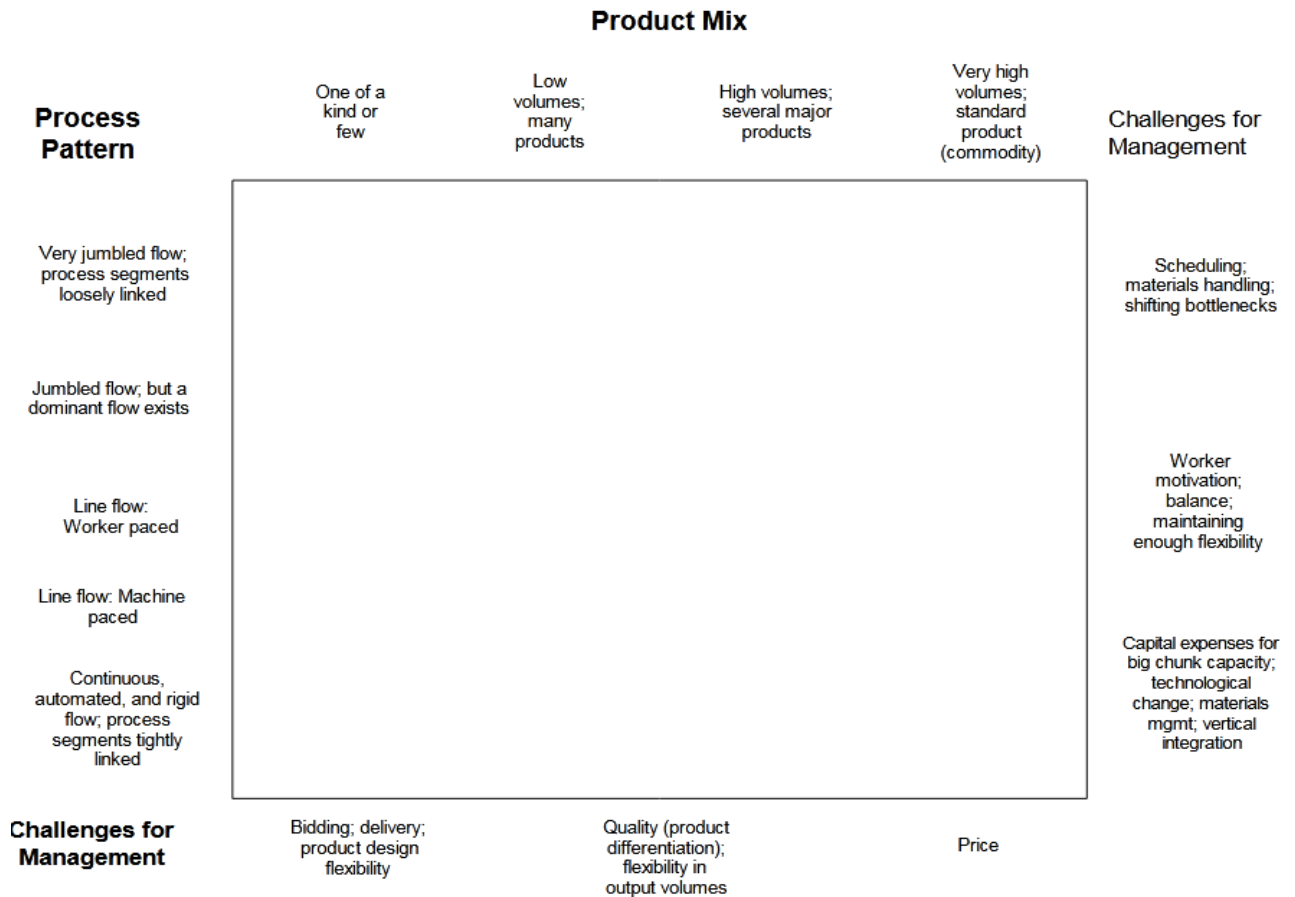 Product Mix
Process
Pattern
One of a
kind or
few
Low
volumes;
many
products
High volumes;
several major
products
Very high
volumes;
standard
product
(commodity)
Challenges for
Management
Very jumbled flow;
process segments
loosely linked
Scheduling;
materials handling;
shifting bottlenecks
Jumbled flow; but a
dominant flow exists
Line flow:
Worker paced
Worker
motivation;
balance;
maintaining
enough flexibility
Line flow: Machine
paced
Continuous,
automated, and rigid
flow; process
segments tightly
linked
Capital expenses for
big chunk capacity;
technological
change; materials
mgmt; vertical
integration
Challenges for
Management
Bidding; delivery;
product design
flexibility
Quality (product
differentiation);
flexibility in
output volumes
Price